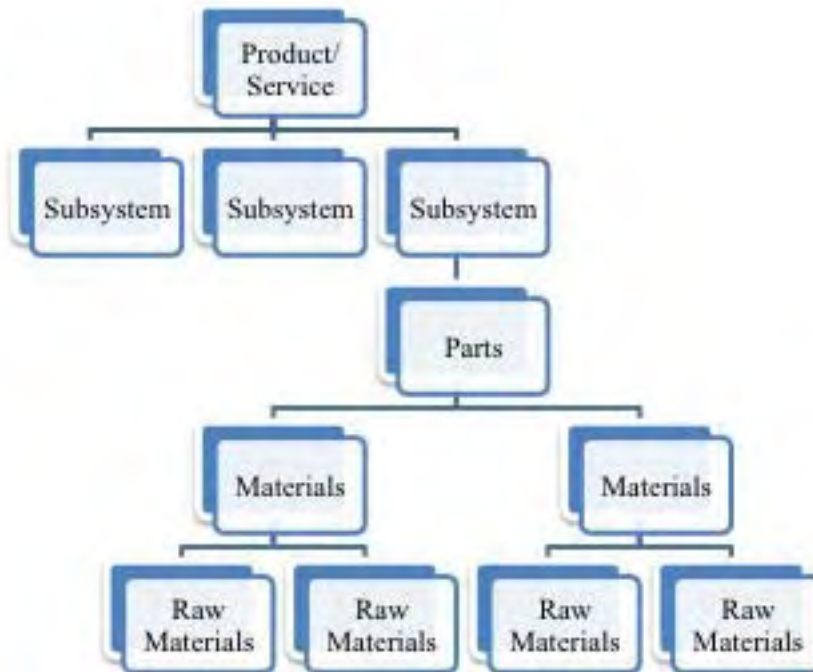 Product/
Service
Subsystem
Subsystem
Subsystem
Parts
Materials
Materials
Raw
Materials
Raw
Materials
Raw
Materials
Raw
Materials